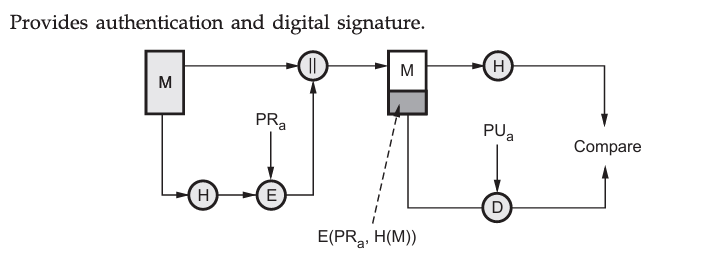 Provides authentication and digital signature.
M
||
M
H
PRa
PUa
Compare
H
E
D
E(PRa, H(M))